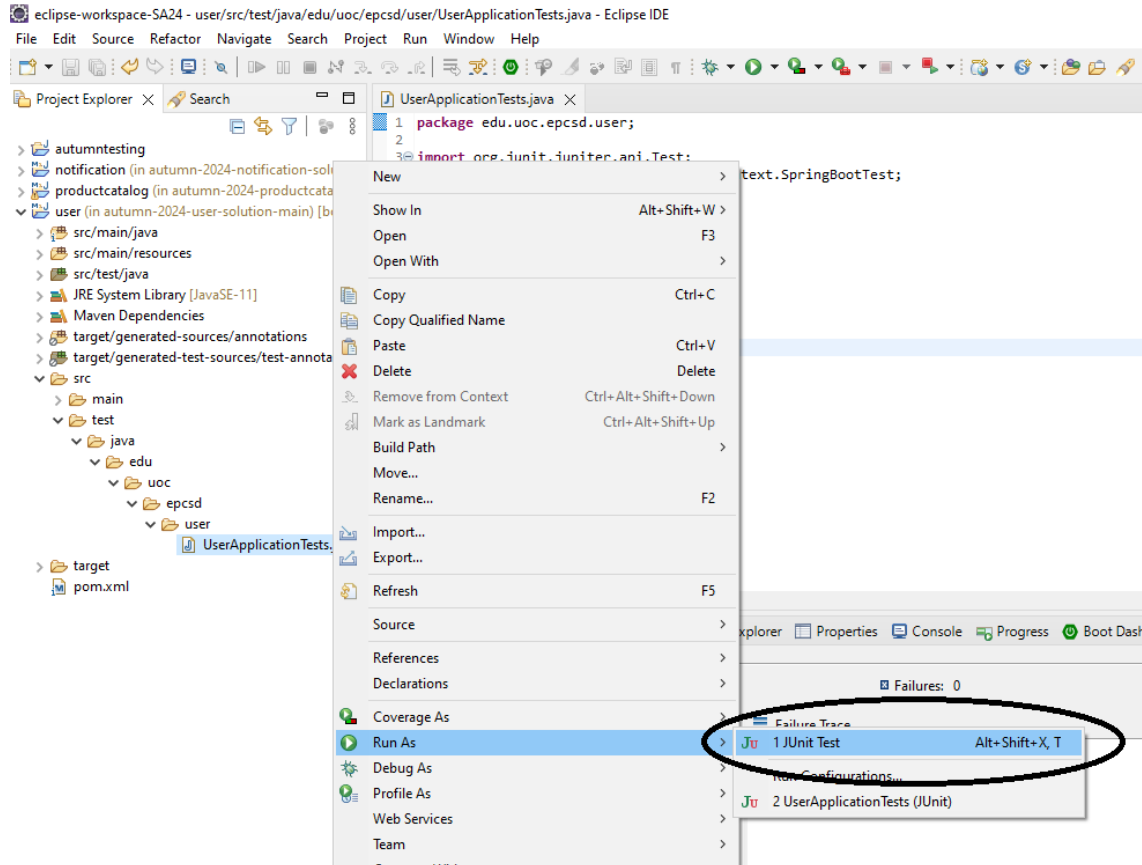 eclipse-workspace-SA24 - user/src/test/java/edu/uoc/epcsd/user/UserApplicationTests.java - Eclipse IDE
File Edit Source Refactor Navigate Search Project Run Window Help
Project Explorer Search
autumntesting
notification (in autumn-2024-notification-sol
productcatalog (in autumn-2024-productcata
user (in autumn-2024-user-solution-main) [b
src/main/java
src/main/resources
src/test/java
JRE System Library [JavaSE-11]
Maven Dependencies
target/generated-sources/annotations
target/generated-test-sources/test-annota
src
main
test
java
edu
uoc
epcsd
user
UserApplicationTests.
target
pom.xml
UserApplicationTests.java
1 package edu.uoc.epcsd.user;
2
3 import org.junit.jupiter.api.Test;
text.SpringBootTest;
New
Show In Alt+Shift+W >
Open F3
Open With
Copy Ctrl+C
Copy Qualified Name
Paste Ctrl+V
Delete Delete
Remove from Context Ctrl+Alt+Shift+Down
Mark as Landmark Ctrl+Alt+Shift+Up
Build Path
Move...
Rename... F2
Import...
Export...
Refresh F5
Source
References
Declarations
Coverage As
Run As
Debug As
Profile As
Web Services
Team
xplorer Properties Console Progress Boot Dash
Failures: 0
Failure Trace
Ju 1 JUnit Test Alt+Shift+X, T
Run Configurations...
Ju 2 UserApplicationTests (JUnit)